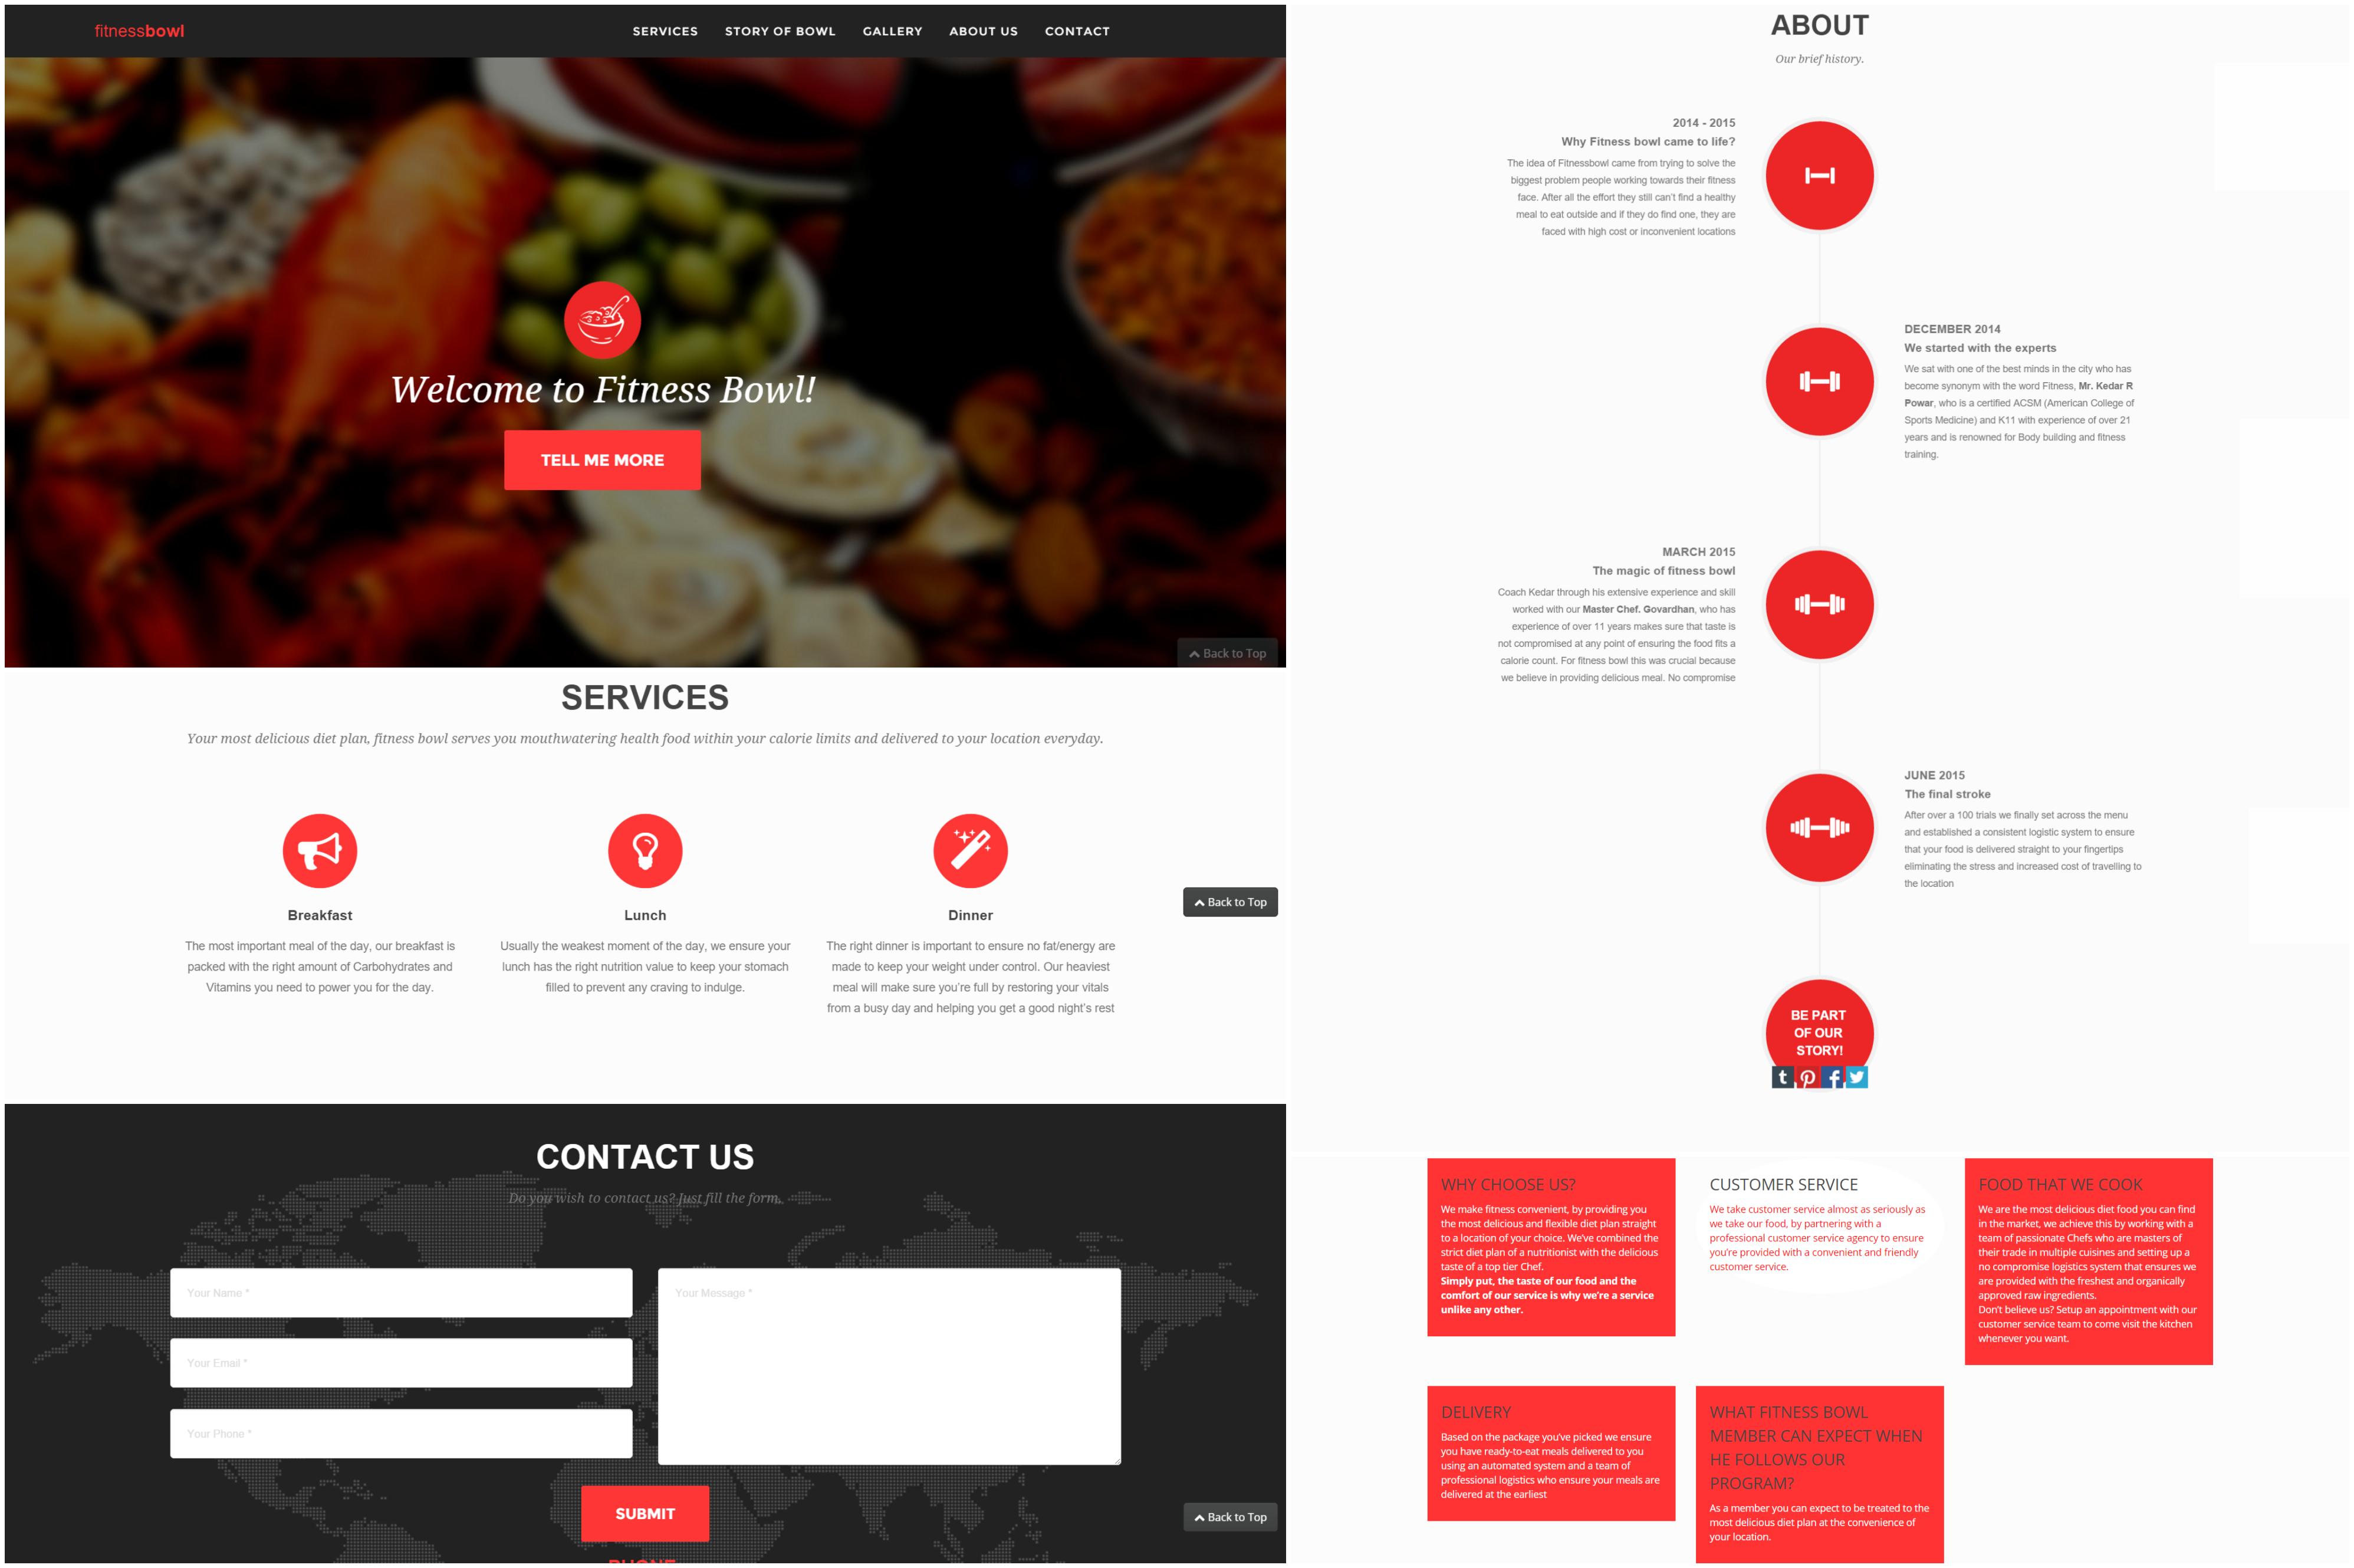 fitnessbowl
SERVICES STORY OF BOWL GALLERY ABOUT US CONTACT
Welcome to Fitness Bowl!
TELL ME MORE
Back to Top
SERVICES
Your most delicious diet plan, fitness bowl serves you mouthwatering health food within your calorie limits and delivered to your location everyday.
Breakfast
The most important meal of the day, our breakfast is
packed with the right amount of Carbohydrates and
Vitamins you need to power you for the day.
Lunch
Usually the weakest moment of the day, we ensure your
lunch has the right nutrition value to keep your stomach
filled to prevent any craving to indulge.
Dinner
The right dinner is important to ensure no fat/energy are
made to keep your weight under control. Our heaviest
meal will make sure you're full by restoring your vitals
from a busy day and helping you get a good night's rest
Back to Top
CONTACT US
Do you wish to contact us? Just fill the form.
Your Name *
Your Email *
Your Phone *
Your Message *
SUBMIT
Back to Top
PHONE
ABOUT
Our brief history.
2014 - 2015
Why Fitness bowl came to life?
The idea of Fitnessbowl came from trying to solve the
biggest problem people working towards their fitness
face. After all the effort they still can't find a healthy
meal to eat outside and if they do find one, they are
faced with high cost or inconvenient locations
DECEMBER 2014
We started with the experts
We sat with one of the best minds in the city who has
become synonym with the word Fitness, Mr. Kedar R
Powar, who is a certified ACSM (American College of
Sports Medicine) and K11 with experience of over 21
years and is renowned for Body building and fitness
training.
MARCH 2015
The magic of fitness bowl
Coach Kedar through his extensive experience and skill
worked with our Master Chef. Govardhan, who has
experience of over 11 years makes sure that taste is
not compromised at any point of ensuring the food fits a
calorie count. For fitness bowl this was crucial because
we believe in providing delicious meal. No compromise
JUNE 2015
The final stroke
After over a 100 trials we finally set across the menu
and established a consistent logistic system to ensure
that your food is delivered straight to your fingertips
eliminating the stress and increased cost of travelling to
the location
BE PART
OF OUR
STORY!
WHY CHOOSE US?
We make fitness convenient, by providing you
the most delicious and flexible diet plan straight
to a location of your choice. We've combined the
strict diet plan of a nutritionist with the delicious
taste of a top tier Chef.
Simply put, the taste of our food and the
comfort of our service is why we're a service
unlike any other.
CUSTOMER SERVICE
We take customer service almost as seriously as
we take our food, by partnering with a
professional customer service agency to ensure
you're provided with a convenient and friendly
customer service.
FOOD THAT WE COOK
We are the most delicious diet food you can find
in the market, we achieve this by working with a
team of passionate Chefs who are masters of
their trade in multiple cuisines and setting up a
no compromise logistics system that ensures we
are provided with the freshest and organically
approved raw ingredients.
Don't believe us? Setup an appointment with our
customer service team to come visit the kitchen
whenever you want.
DELIVERY
Based on the package you've picked we ensure
you have ready-to-eat meals delivered to you
using an automated system and a team of
professional logistics who ensure your meals are
delivered at the earliest
WHAT FITNESS BOWL
MEMBER CAN EXPECT WHEN
HE FOLLOWS OUR
PROGRAM?
As a member you can expect to be treated to the
most delicious diet plan at the convenience of
your location.